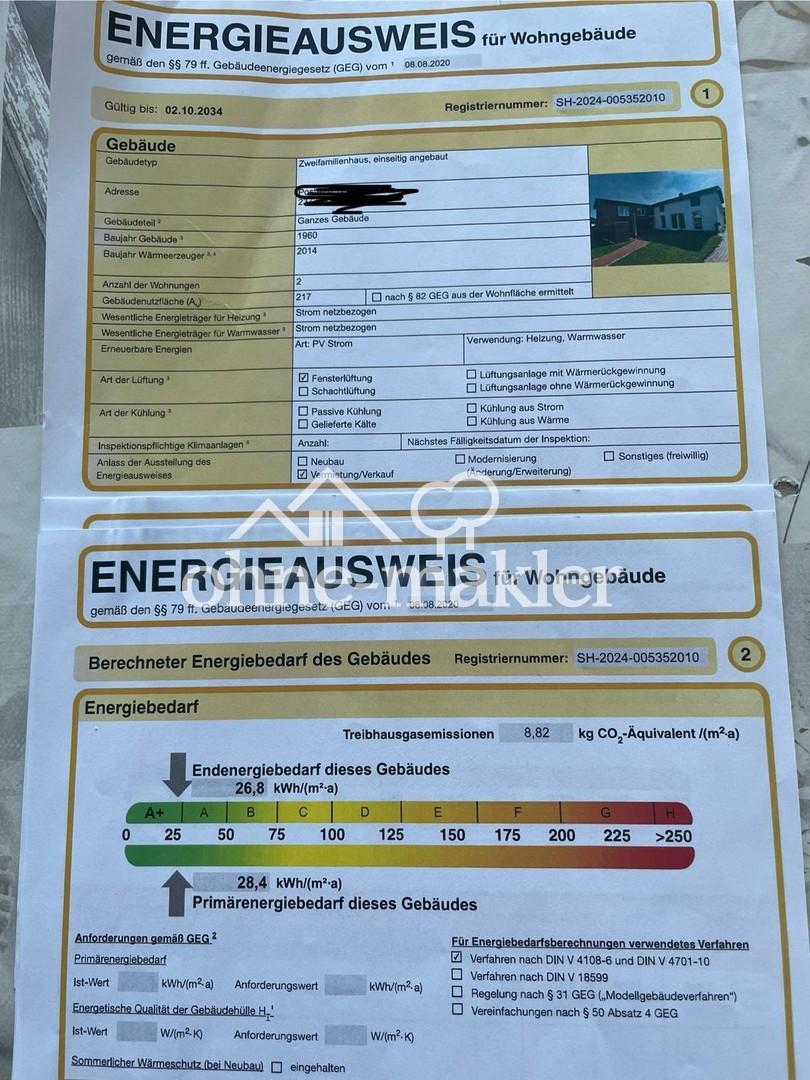 ENERGIEAUSWEIS für Wohngebäude
gemäß den §§ 79 ff. Gebäudeenergiegesetz (GEG) vom ¹ 08.08.2020
Gültig bis: 02.10.2034 Registriernummer: SH-2024-005352010 1
Gebäude
Gebäudetyp Zweifamilienhaus, einseitig angebaut
Adresse
Gebäudeteil ² Ganzes Gebäude
Baujahr Gebäude ³ 1960
Baujahr Wärmeerzeuger ³˒⁴ 2014
Anzahl der Wohnungen 2
Gebäudenutzfläche (A_N) 217 ☐ nach § 82 GEG aus der Wohnfläche ermittelt
Wesentliche Energieträger für Heizung ³ Strom netzbezogen
Wesentliche Energieträger für Warmwasser ³ Strom netzbezogen
Erneuerbare Energien Art: PV Strom Verwendung: Heizung, Warmwasser
Art der Lüftung ³ ☑ Fensterlüftung ☐ Lüftungsanlage mit Wärmerückgewinnung
☐ Schachtlüftung ☐ Lüftungsanlage ohne Wärmerückgewinnung
Art der Kühlung ³ ☐ Passive Kühlung ☐ Kühlung aus Strom
☐ Gelieferte Kälte ☐ Kühlung aus Wärme
Inspektionspflichtige Klimaanlagen ⁵ Anzahl: Nächstes Fälligkeitsdatum der Inspektion:
Anlass der Ausstellung des ☐ Neubau ☐ Modernisierung ☐ Sonstiges (freiwillig)
Energieausweises ☑ Vermietung/Verkauf (Änderung/Erweiterung)
ohne-makler
ENERGIEAUSWEIS für Wohngebäude
gemäß den §§ 79 ff. Gebäudeenergiegesetz (GEG) vom ¹ 08.08.2020
Berechneter Energiebedarf des Gebäudes Registriernummer: SH-2024-005352010 2
Energiebedarf
Treibhausgasemissionen 8,82 kg CO₂-Äquivalent /(m²·a)
Endenergiebedarf dieses Gebäudes
26,8 kWh/(m²·a)
A+ A B C D E F G H
0 25 50 75 100 125 150 175 200 225 >250
28,4 kWh/(m²·a)
Primärenergiebedarf dieses Gebäudes
Anforderungen gemäß GEG ² Für Energiebedarfsberechnungen verwendetes Verfahren
Primärenergiebedarf ☑ Verfahren nach DIN V 4108-6 und DIN V 4701-10
Ist-Wert kWh/(m²·a) Anforderungswert kWh/(m²·a) ☐ Verfahren nach DIN V 18599
Energetische Qualität der Gebäudehülle H_T' ☐ Regelung nach § 31 GEG („Modellgebäudeverfahren")
Ist-Wert W/(m²·K) Anforderungswert W/(m²·K) ☐ Vereinfachungen nach § 50 Absatz 4 GEG
Sommerlicher Wärmeschutz (bei Neubau) ☐ eingehalten